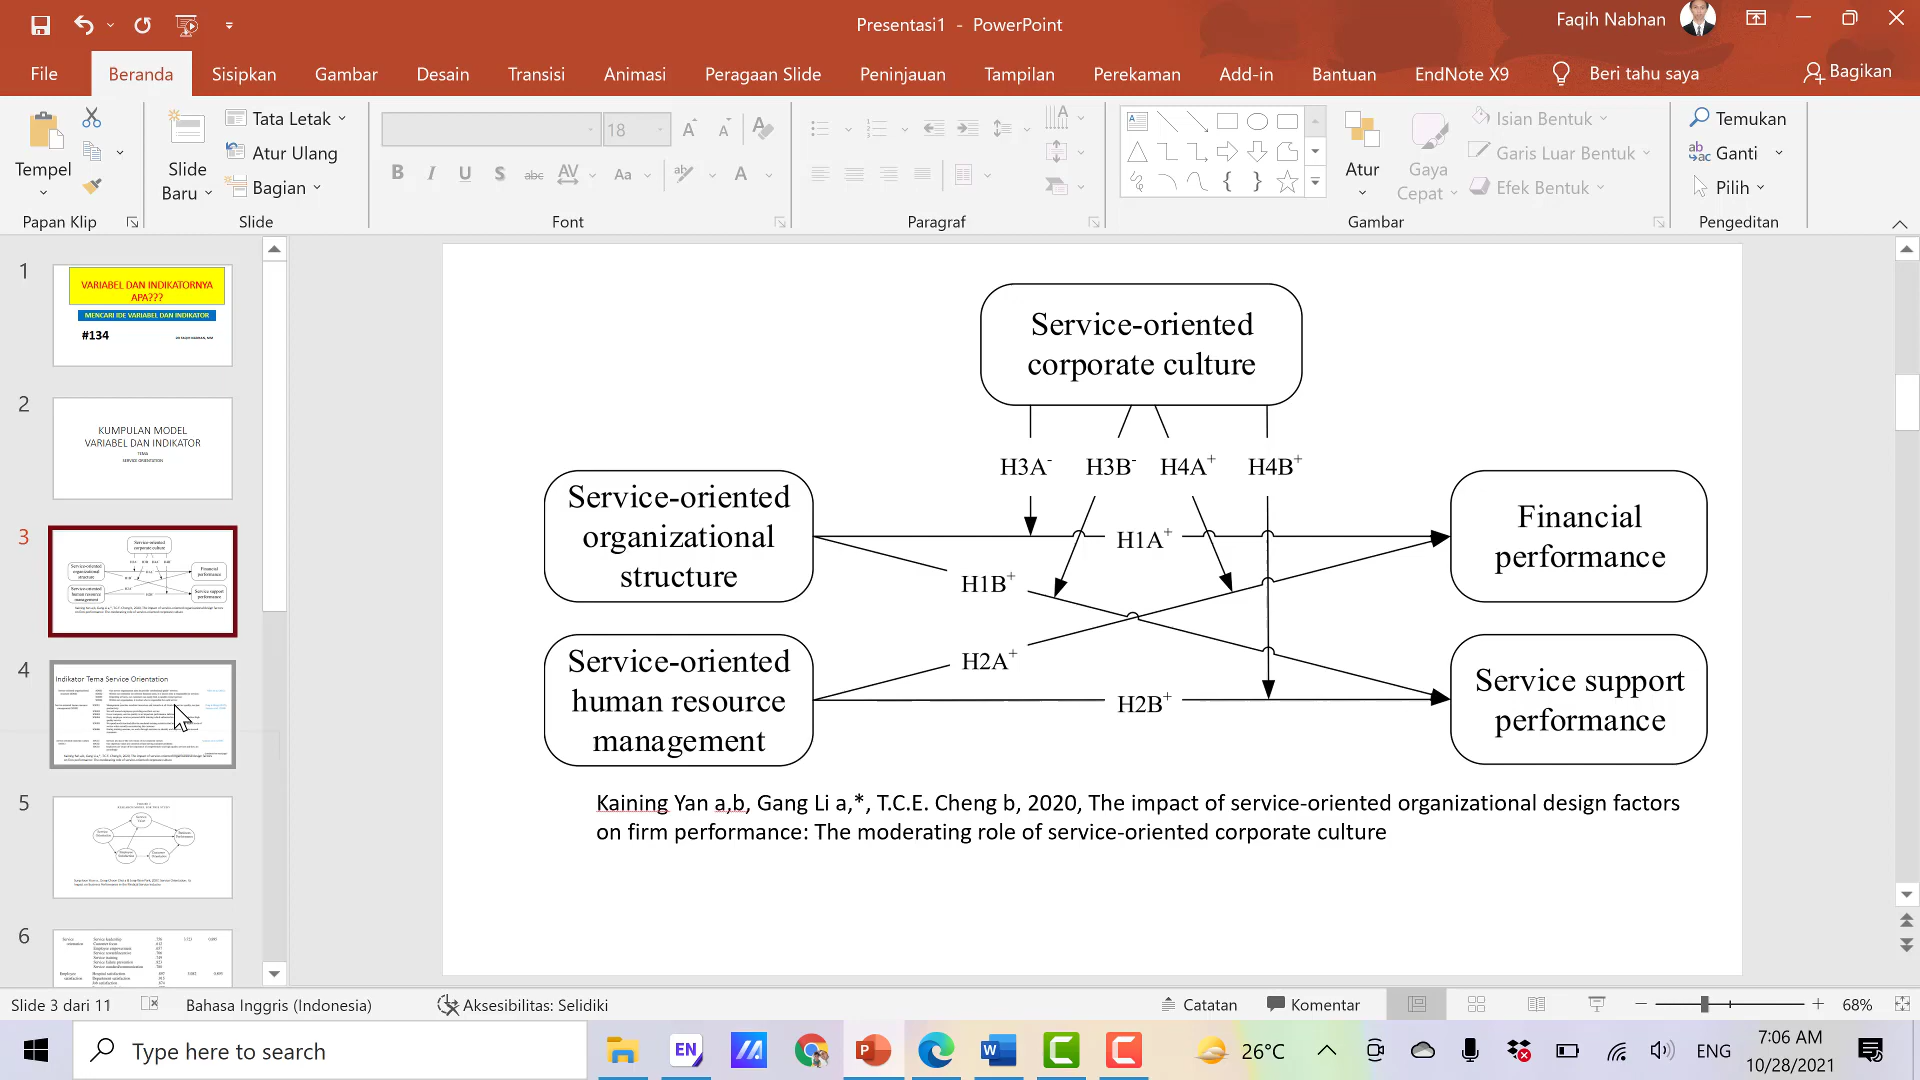 Presentasi1 - PowerPoint
Faqih Nabhan
File
Beranda
Sisipkan
Gambar
Desain
Transisi
Animasi
Peragaan Slide
Peninjauan
Tampilan
Perekaman
Add-in
Bantuan
EndNote X9
Beri tahu saya
Bagikan
Tempel
Papan Klip
Slide
Baru
Tata Letak
Atur Ulang
Bagian
Slide
18
Font
Paragraf
Atur
Gaya
Cepat
Isian Bentuk
Garis Luar Bentuk
Efek Bentuk
Gambar
Temukan
Ganti
Pilih
Pengeditan
1
VARIABEL DAN INDIKATORNYA
APA???
MENCARI IDE VARIABEL DAN INDIKATOR
#134
2
KUMPULAN MODEL
VARIABEL DAN INDIKATOR
TEMA
SERVICE ORIENTATION
3
4
Indikator Tema Service Orientation
5
6
Service-oriented
corporate culture
H3A-
H3B-
H4A+
H4B+
Service-oriented
organizational
structure
H1A+
Financial
performance
H1B+
Service-oriented
human resource
management
H2A+
H2B+
Service support
performance
Kaining Yan a,b, Gang Li a,*, T.C.E. Cheng b, 2020, The impact of service-oriented organizational design factors
on firm performance: The moderating role of service-oriented corporate culture
Slide 3 dari 11
Bahasa Inggris (Indonesia)
Aksesibilitas: Selidiki
Catatan
Komentar
68%
Type here to search
26°C
ENG
7:06 AM
10/28/2021